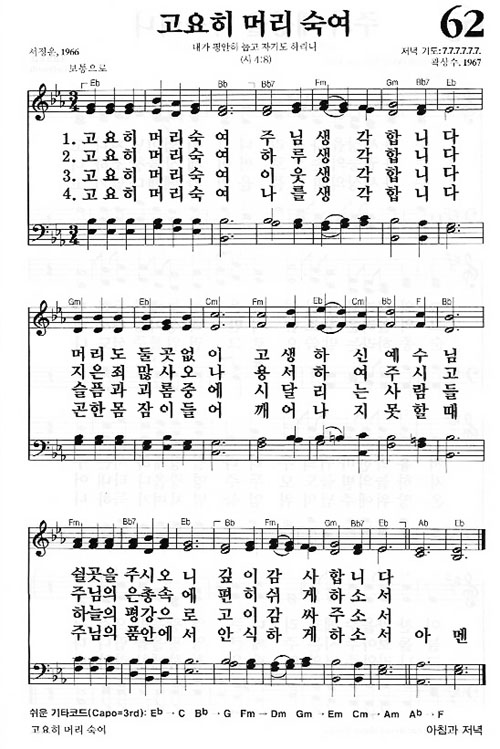 고요히 머리 숙여
62
내가 평안히 눕고 자기도 하리니
(시 4:8)
서정운, 1966
저녁 기도:7.7.7.7.7.7.
곽상수, 1967
보통으로
Eb Bb Bb7 Eb Fm Gm Bb7 Eb
1. 고요히 머리숙여 주님생각합니다
2. 고요히 머리숙여 하루생각합니다
3. 고요히 머리숙여 이웃생각합니다
4. 고요히 머리숙여 나를생각합니다
Gm Eb Cm Fm Eb Cm Bb F Bb
머리도 둘곳없이 고생하신예수님
지은죄 많사오나 용서하여주시고
슬픔과 괴롬중에 시달리는사람들
곤한몸 잠이들어 깨어나지못할때
Fm Bb7 Eb Bb Fm Eb Bb7 Eb Ab Eb
쉴곳을 주시오니 깊이감사합니다
주님의 은총속에 편히쉬게하소서
하늘의 평강으로 고이감싸주소서
주님의 품안에서 안식하게하소서 아멘
쉬운 기타코드(Capo=3rd): Eb→C Bb→G Fm→Dm Gm→Em Cm→Am Ab→F
고요히 머리 숙여
아침과 저녁